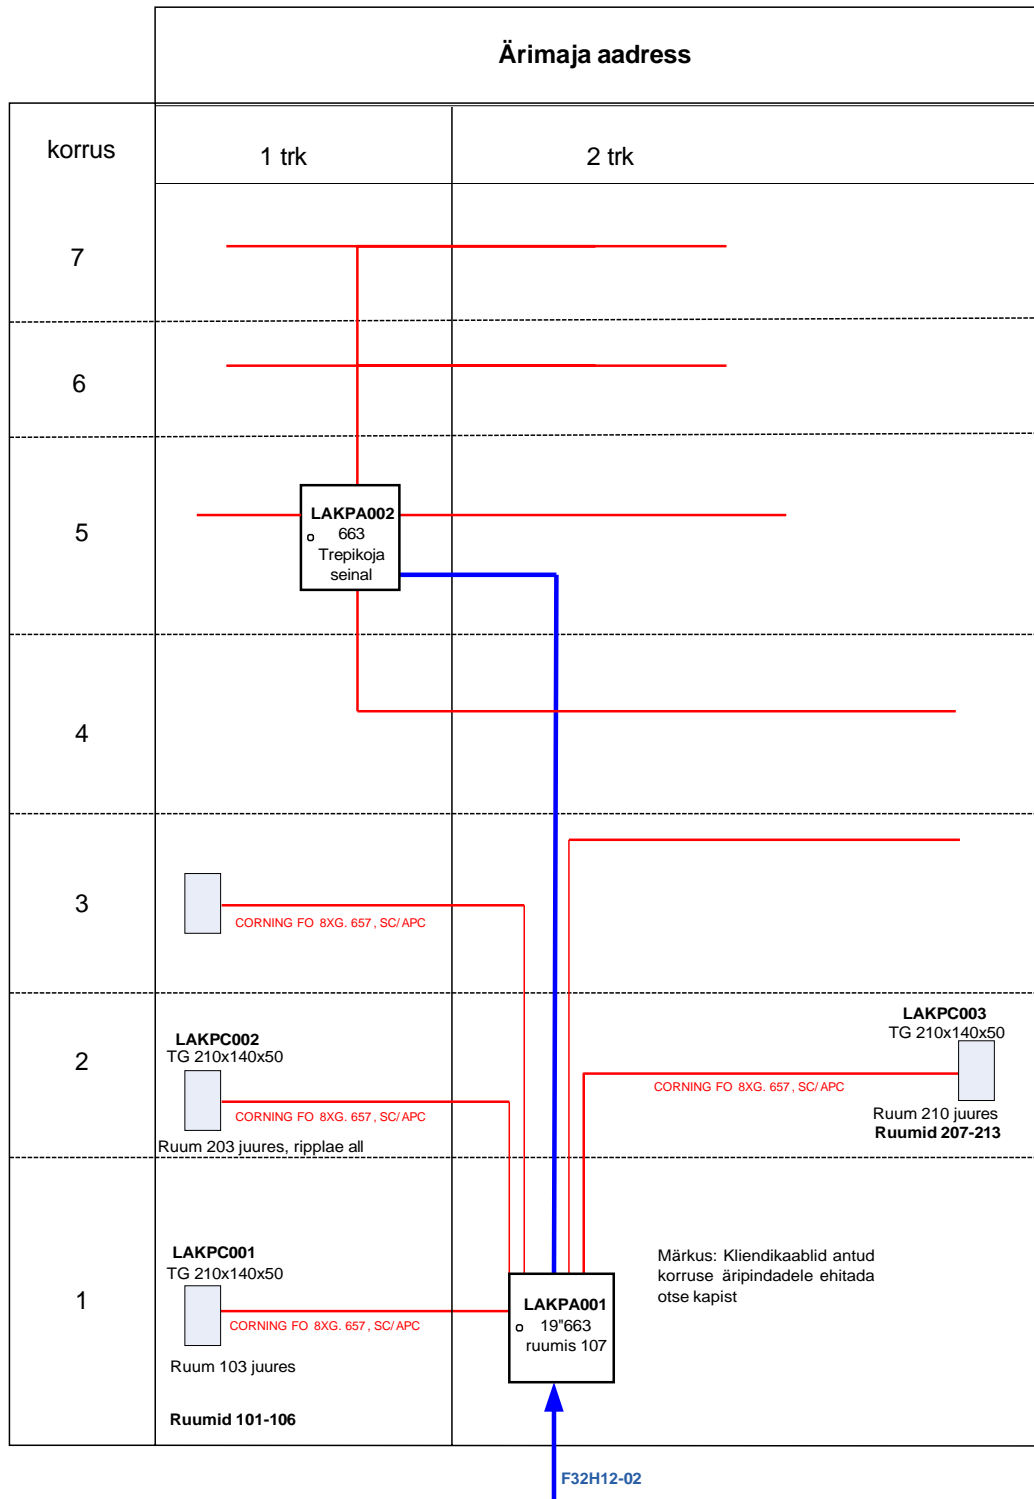 Ärimaja aadress
korrus
1 trk
2 trk
7
6
5
LAKPA002
663
Trepikoja
seinal
4
3
CORNING FO 8XG. 657, SC/APC
2
LAKPC002
TG 210x140x50
CORNING FO 8XG. 657, SC/APC
Ruum 203 juures, ripplae all
LAKPC003
TG 210x140x50
CORNING FO 8XG. 657, SC/APC
Ruum 210 juures
Ruumid 207-213
1
LAKPC001
TG 210x140x50
CORNING FO 8XG. 657, SC/APC
Ruum 103 juures
Ruumid 101-106
LAKPA001
19"663
ruumis 107
Märkus: Kliendikaablid antud
korruse äripindadele ehitada
otse kapist
F32H12-02